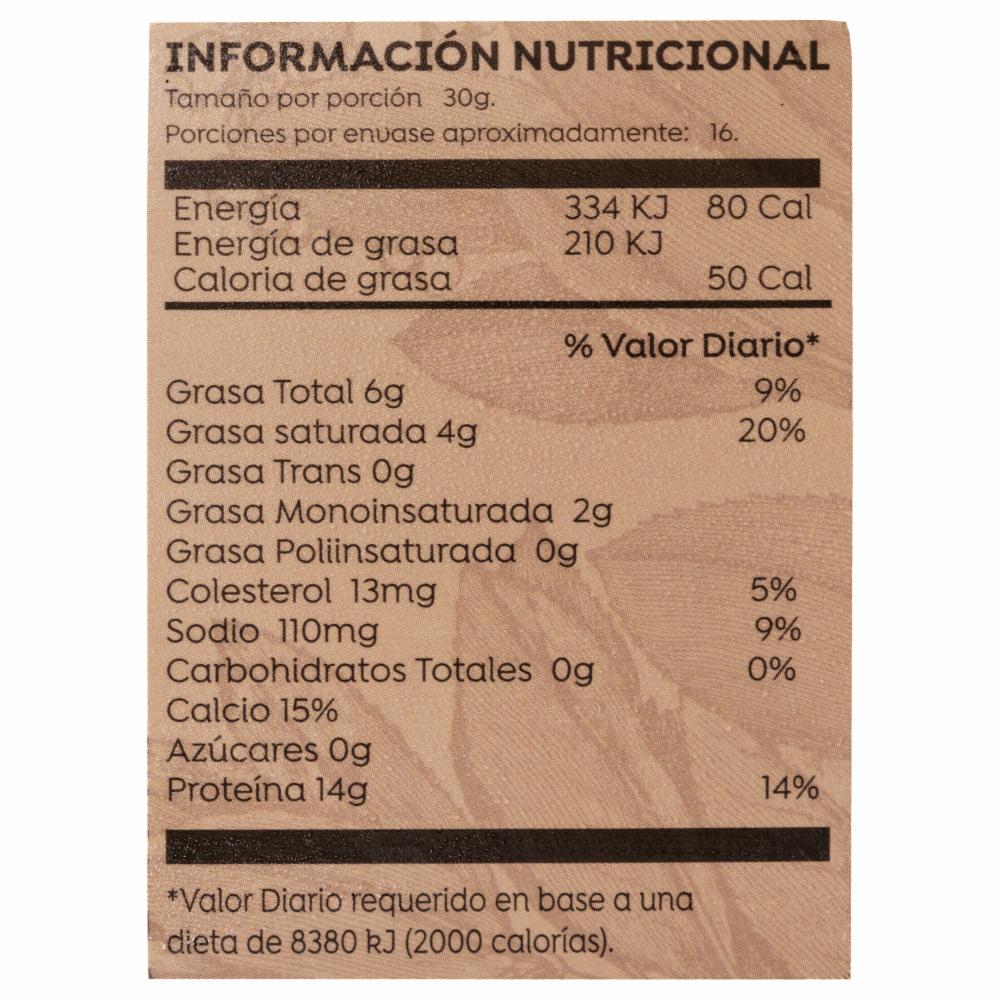 INFORMACIÓN NUTRICIONAL
Tamaño por porción 30g.
Porciones por envase aproximadamente: 16.
Energía 334 KJ 80 Cal
Energía de grasa 210 KJ
Caloria de grasa 50 Cal
% Valor Diario*
Grasa Total 6g 9%
Grasa saturada 4g 20%
Grasa Trans 0g
Grasa Monoinsaturada 2g
Grasa Poliinsaturada 0g
Colesterol 13mg 5%
Sodio 110mg 9%
Carbohidratos Totales 0g 0%
Calcio 15%
Azúcares 0g
Proteína 14g 14%
*Valor Diario requerido en base a una
dieta de 8380 kJ (2000 calorías).